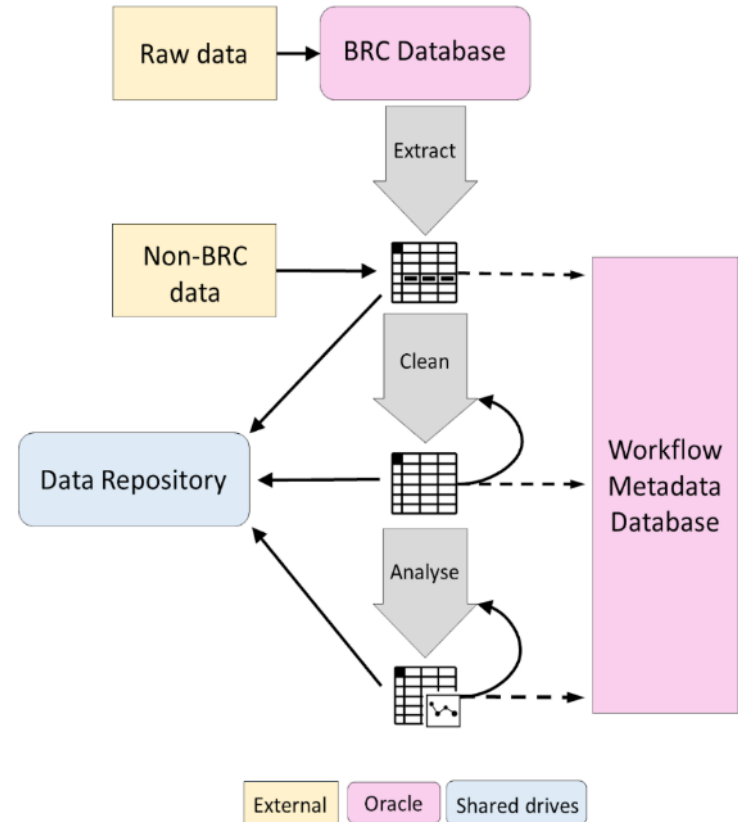 Raw data
BRC Database
Extract
Non-BRC
data
Clean
Data Repository
Workflow
Metadata
Database
Analyse
External
Oracle
Shared drives